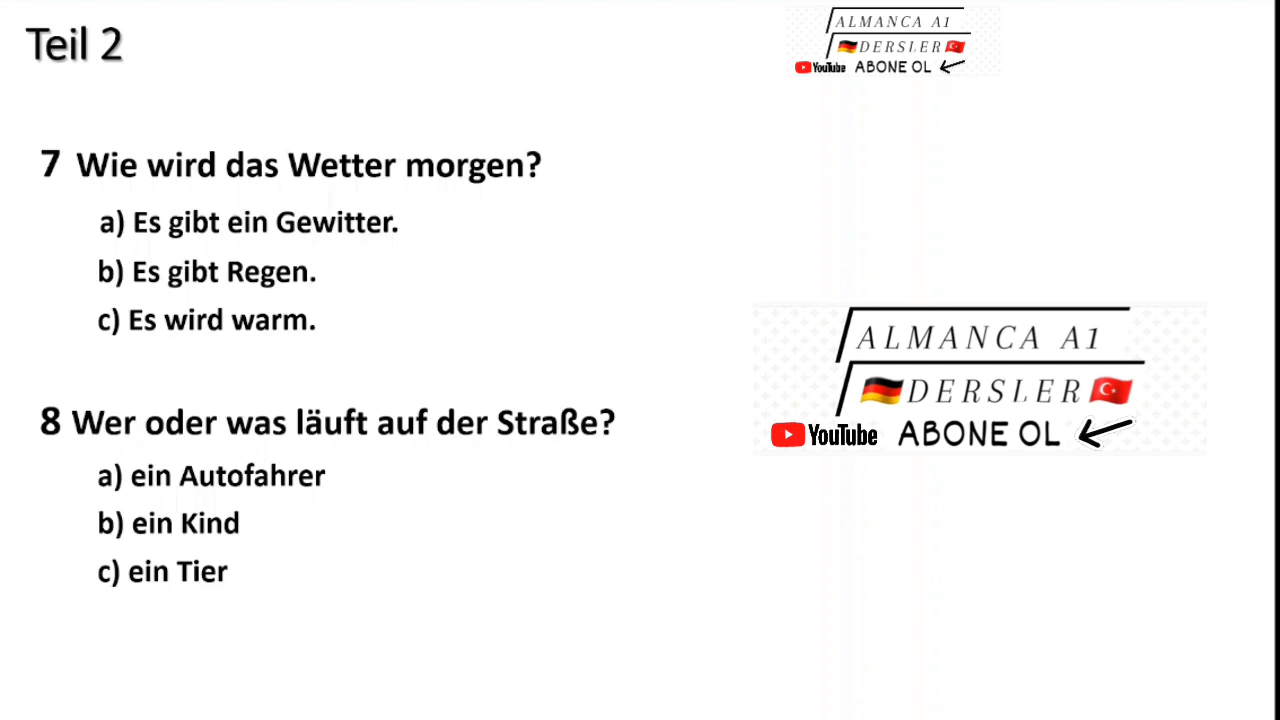 Teil 2
ALMANCA A1
DERSLER
YouTube ABONE OL
7 Wie wird das Wetter morgen?
a) Es gibt ein Gewitter.
b) Es gibt Regen.
c) Es wird warm.
ALMANCA A1
DERSLER
YouTube ABONE OL
8 Wer oder was läuft auf der Straße?
a) ein Autofahrer
b) ein Kind
c) ein Tier